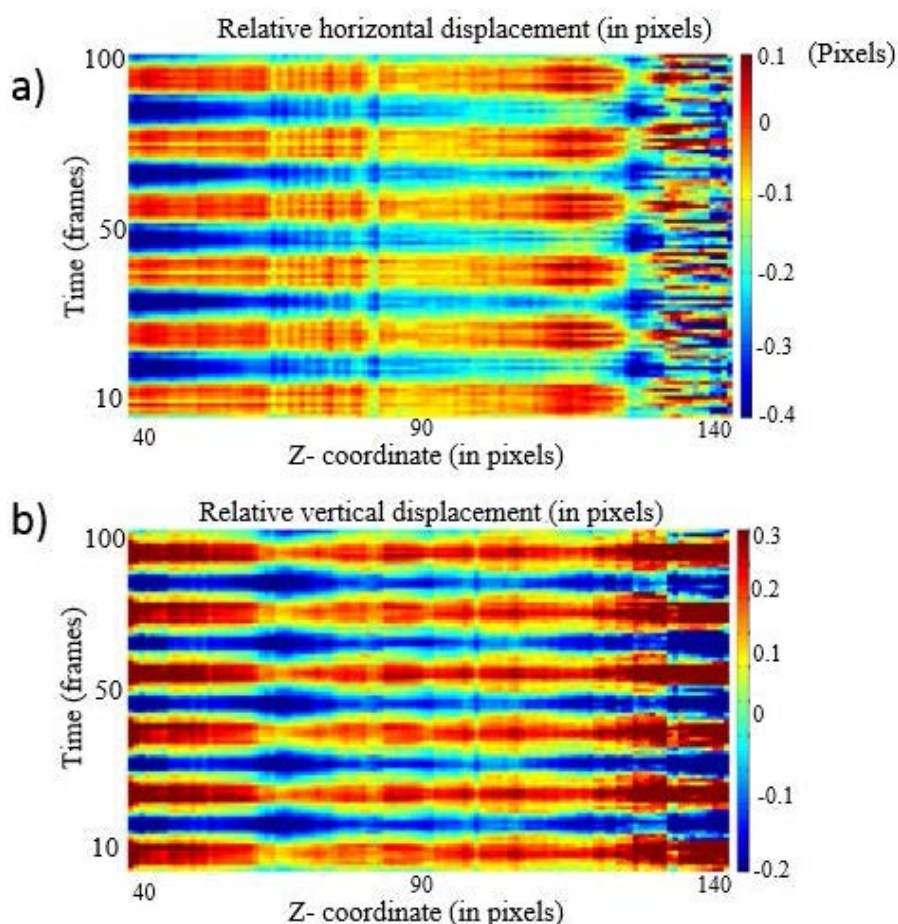 Relative horizontal displacement (in pixels)
a)
100
50
10
Time (frames)
40
90
140
Z- coordinate (in pixels)
0.1
(Pixels)
0
-0.1
-0.2
-0.3
-0.4
b)
Relative vertical displacement (in pixels)
100
50
10
Time (frames)
40
90
140
Z- coordinate (in pixels)
0.3
0.2
0.1
0
-0.1
-0.2